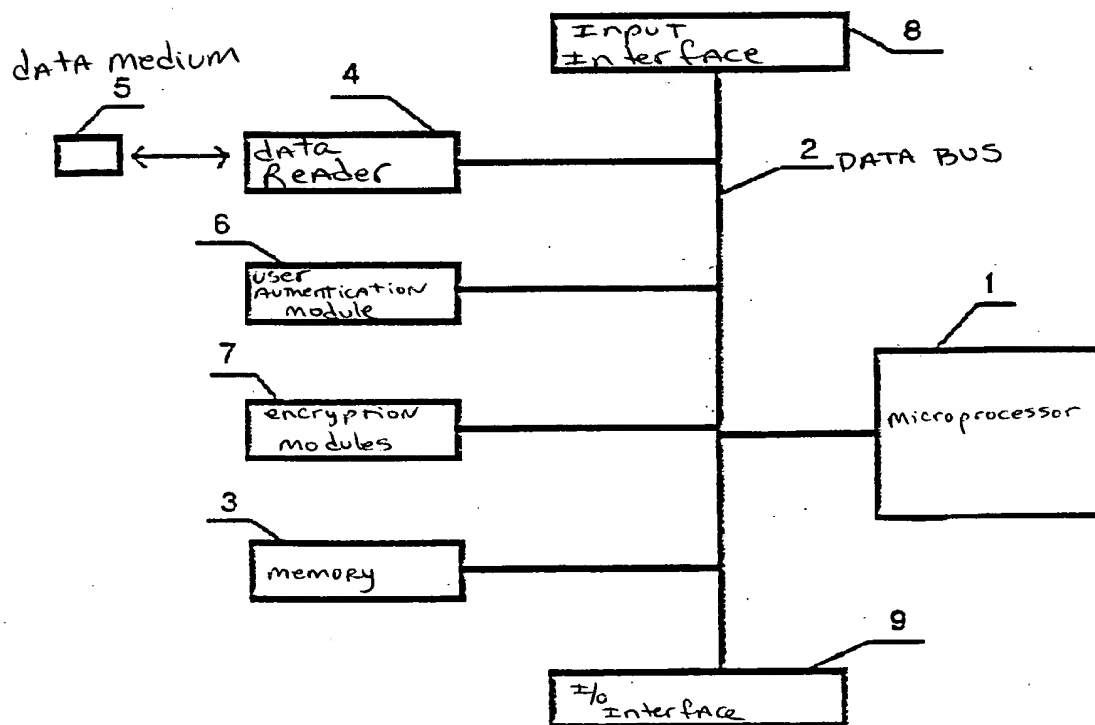 8
Input
Interface
data medium
5
4
data
Reader
2 DATA BUS
6
user
Authentication
module
1
microprocessor
7
encryption
modules
3
memory
9
I/O
Interface